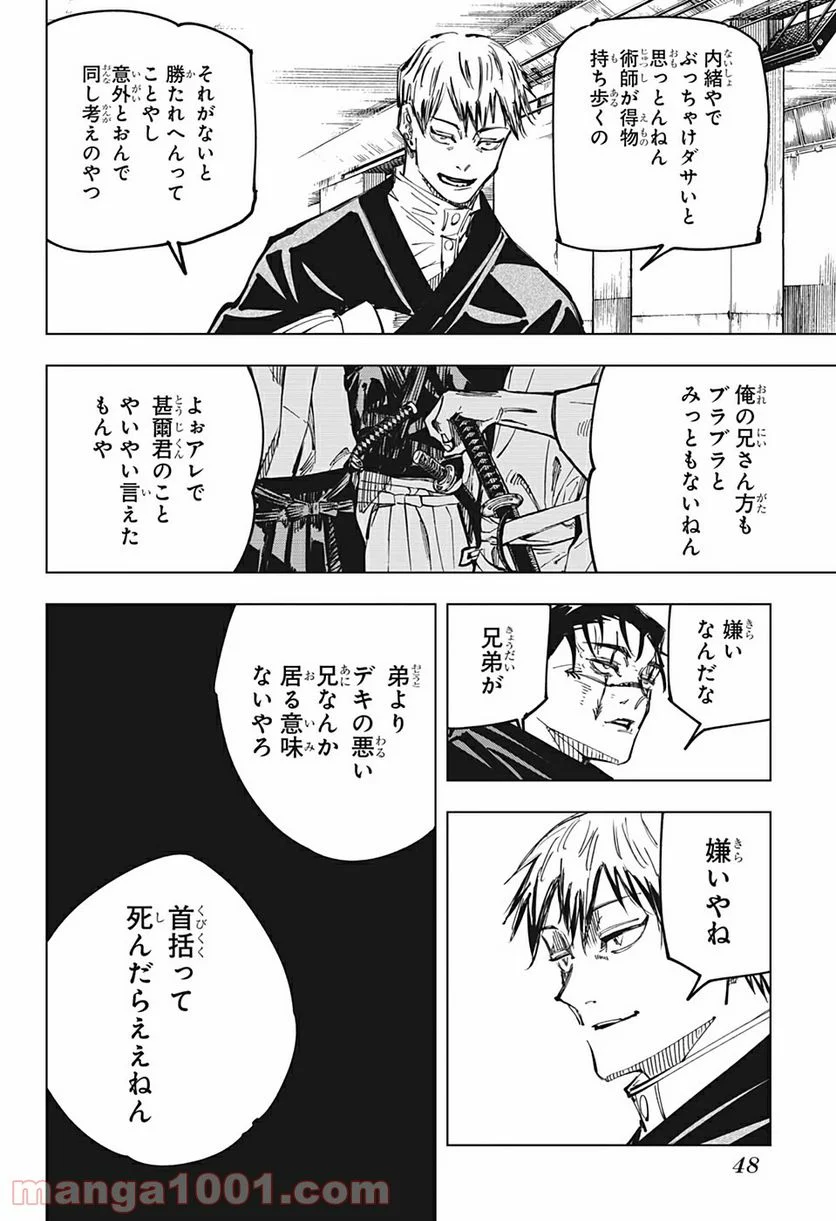 内緒やで
ぶっちゃけダサいと
思っとんねん
術師が得物
持ち歩くの
それがないと
勝たれへんって
ことやし
意外とおんで
同し考えのやつ
俺の兄さん方も
ブラブラと
みっともないねん
よぉアレで
甚爾君のこと
やいやい言えた
もんや
嫌い
なんだな
兄弟が
嫌いやね
弟より
デキの悪い
兄なんか
居る意味
ないやろ
首括って
死んだらええねん
48
manga1001.com